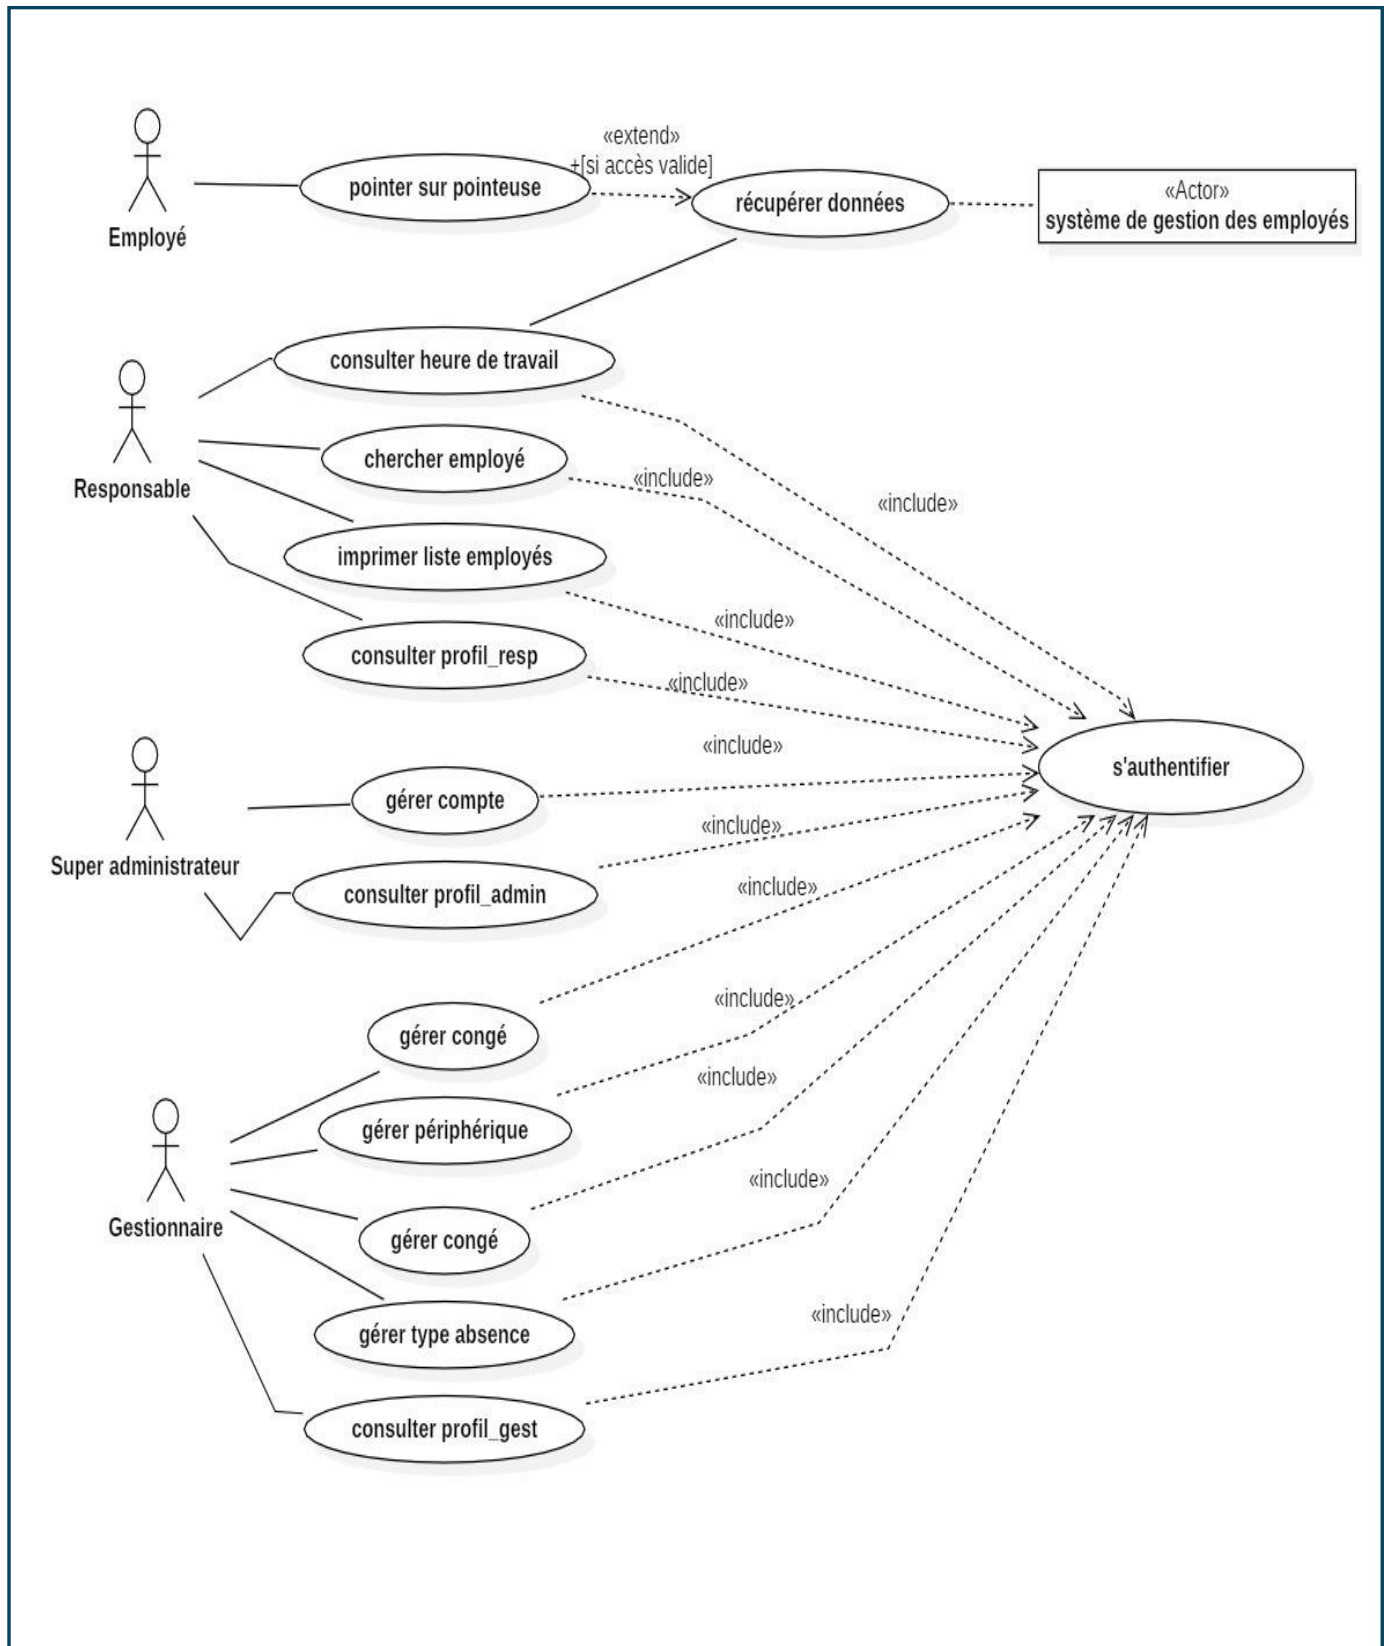 «extend»
+[si accès valide]
pointer sur pointeuse
récupérer données
«Actor»
système de gestion des employés
Employé
consulter heure de travail
Responsable
chercher employé
«include»
«include»
imprimer liste employés
«include»
consulter profil_resp
«include»
s'authentifier
Super administrateur
«include»
gérer compte
«include»
consulter profil_admin
«include»
gérer congé
«include»
gérer périphérique
«include»
Gestionnaire
gérer congé
«include»
gérer type absence
«include»
consulter profil_gest